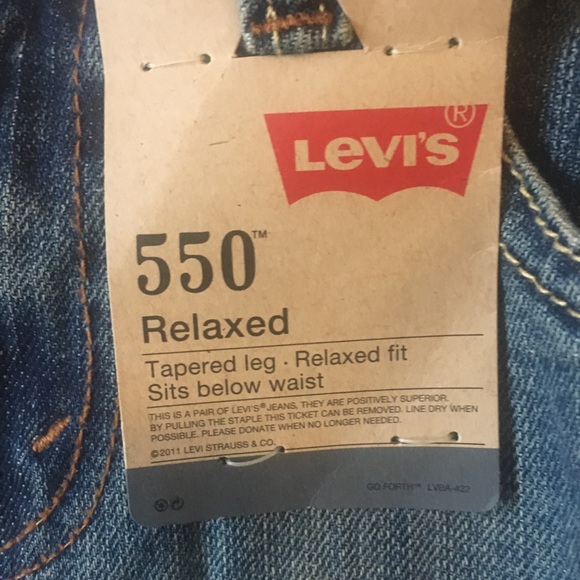 Levi's®
550™
Relaxed
Tapered leg · Relaxed fit
Sits below waist
THIS IS A PAIR OF LEVI'S® JEANS, THEY ARE POSITIVELY SUPERIOR.
BY PULLING THE STAPLE THIS TICKET CAN BE REMOVED. LINE DRY WHEN
POSSIBLE. PLEASE DONATE WHEN NO LONGER NEEDED.
©2011 LEVI STRAUSS & CO.
GO FORTH™ LVBA-422